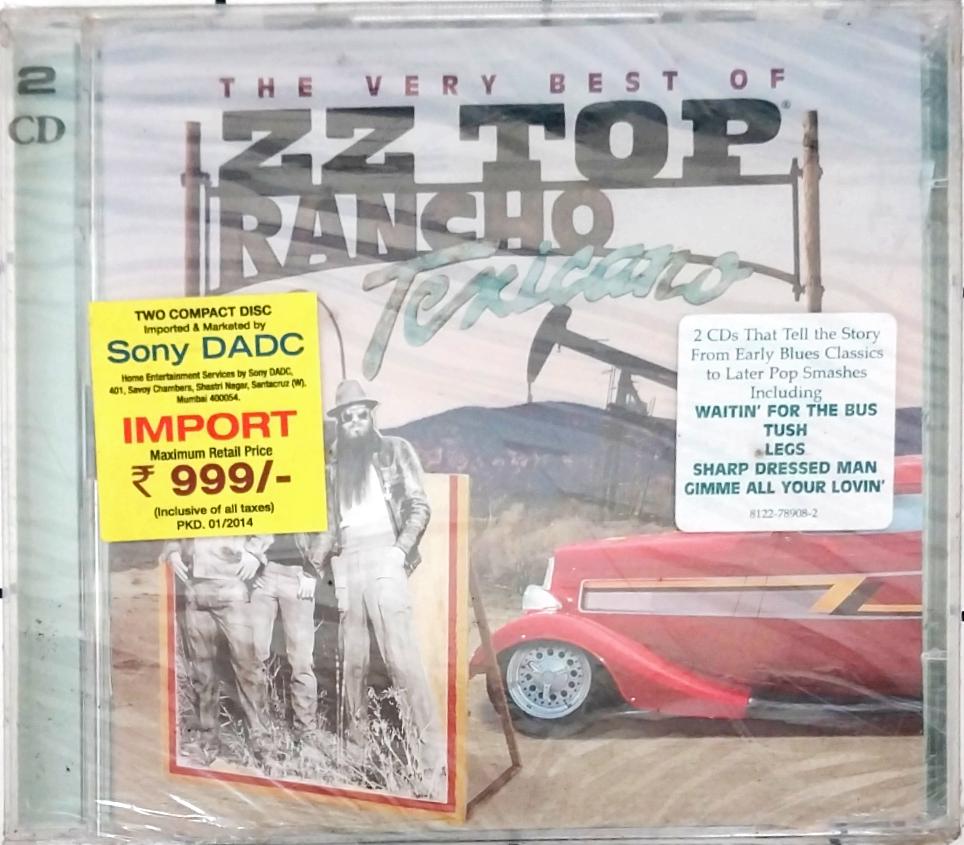 2
CD
THE VERY BEST OF
ZZ TOP®
RANCHO
Texicano
TWO COMPACT DISC
Imported & Marketed by
Sony DADC
Home Entertainment Services by Sony DADC,
401, Savoy Chambers, Shastri Nagar, Santacruz (W),
Mumbai 400054.
IMPORT
Maximum Retail Price
₹ 999/-
(Inclusive of all taxes)
PKD. 01/2014
2 CDs That Tell the Story
From Early Blues Classics
to Later Pop Smashes
Including
WAITIN' FOR THE BUS
TUSH
LEGS
SHARP DRESSED MAN
GIMME ALL YOUR LOVIN'
8122-78908-2